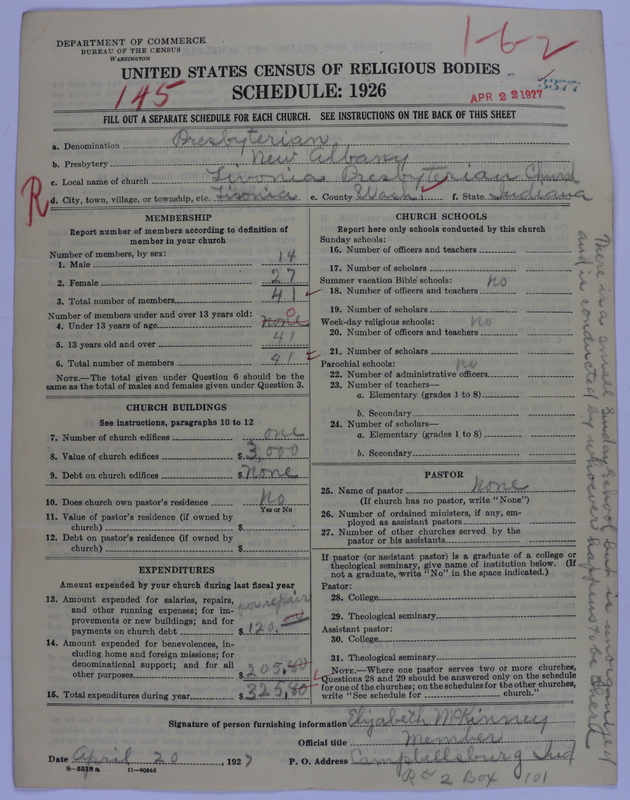 DEPARTMENT OF COMMERCE
BUREAU OF THE CENSUS
WASHINGTON
1-6-2
UNITED STATES CENSUS OF RELIGIOUS BODIES
145
SCHEDULE: 1926
APR 22 1927
FILL OUT A SEPARATE SCHEDULE FOR EACH CHURCH. SEE INSTRUCTIONS ON THE BACK OF THIS SHEET
a. Denomination Presbyterian
b. Presbytery New Albany
c. Local name of church Livonia Presbyterian Church
R
d. City, town, village, or township, etc. Livonia e. County Wash. f. State Indiana
MEMBERSHIP
Report number of members according to definition of
member in your church
Number of members, by sex:
1. Male 14
2. Female 27
3. Total number of members 41
Number of members under and over 13 years old:
4. Under 13 years of age none 0
5. 13 years old and over 41
6. Total number of members 41
NOTE.—The total given under Question 6 should be
same as the total of males and females given under Question 3.
CHURCH BUILDINGS
See instructions, paragraphs 10 to 12
7. Number of church edifices one
8. Value of church edifices $ 3,000
9. Debt on church edifices $ None
10. Does church own pastor's residence No
Yes or No
11. Value of pastor's residence (if owned by
church) $
12. Debt on pastor's residence (if owned by
church) $
EXPENDITURES
Amount expended by your church during last fiscal year
13. Amount expended for salaries, repairs,
and other running expenses; for im-
provements or new buildings; and for
payments on church debt $ 120.
for repairs
14. Amount expended for benevolences, in-
cluding home and foreign missions; for
denominational support; and for all
other purposes $ 205.80
15. Total expenditures during year $ 325.80
CHURCH SCHOOLS
Report here only schools conducted by this church
Sunday schools:
16. Number of officers and teachers
17. Number of scholars
Summer vacation Bible schools: no
18. Number of officers and teachers
19. Number of scholars
Week-day religious schools: no
20. Number of officers and teachers
21. Number of scholars
Parochial schools: no
22. Number of administrative officers
23. Number of teachers—
a. Elementary (grades 1 to 8)
b. Secondary
24. Number of scholars—
a. Elementary (grades 1 to 8)
b. Secondary
PASTOR
25. Name of pastor None
(If church has no pastor, write "None")
26. Number of ordained ministers, if any, em-
ployed as assistant pastors
27. Number of other churches served by the
pastor or his assistants
If pastor (or assistant pastor) is a graduate of a college or
theological seminary, give name of institution below. (If
not a graduate, write "No" in the space indicated.)
Pastor:
28. College
29. Theological seminary
Assistant pastor:
30. College
31. Theological seminary
NOTE.—Where one pastor serves two or more churches,
Questions 28 and 29 should be answered only on the schedule
for one of the churches; on the schedules for the other churches,
write "See schedule for church."
There is a small Sunday School but is unorganized
and is conducted by whoever happens to be there
Signature of person furnishing information Elizabeth McKinney
Official title Member
Date April 20, 1927 P. O. Address Campbellsburg Ind
R# 2 Box 101
8-5518a 11-9084d